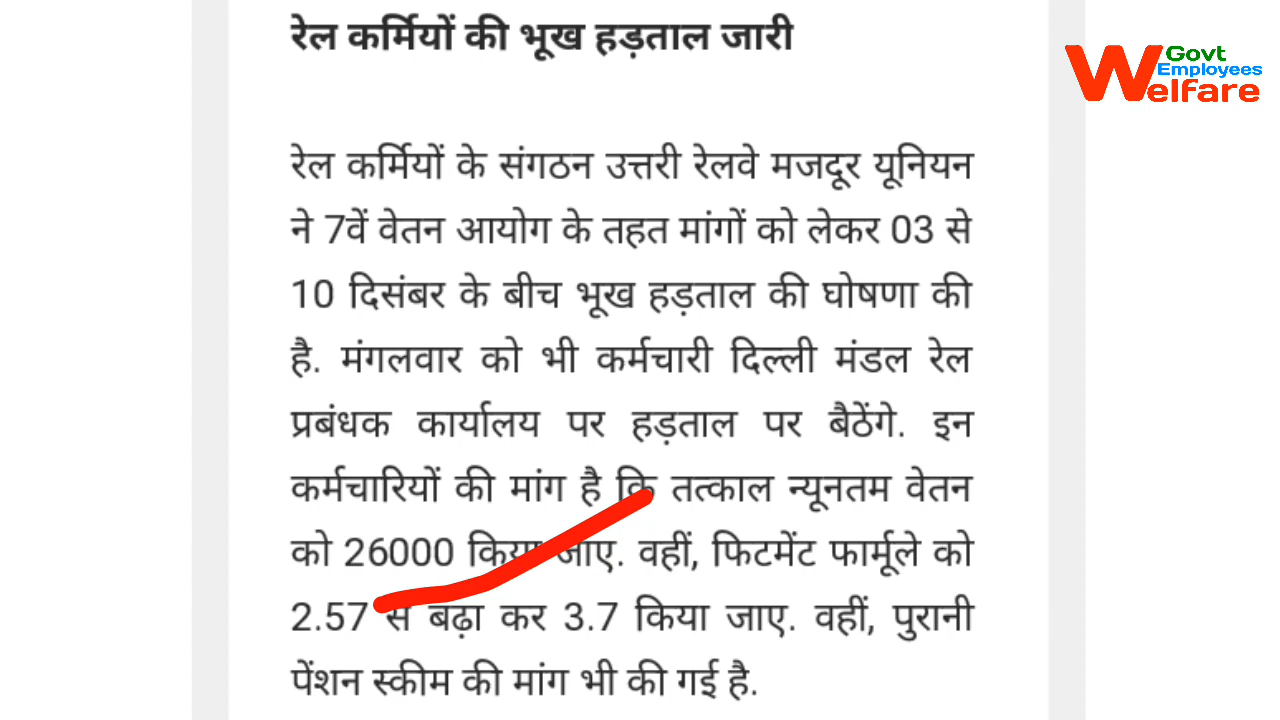 रेल कर्मियों की भूख हड़ताल जारी
Govt
Employees
Welfare
रेल कर्मियों के संगठन उत्तरी रेलवे मजदूर यूनियन
ने 7वें वेतन आयोग के तहत मांगों को लेकर 03 से
10 दिसंबर के बीच भूख हड़ताल की घोषणा की
है. मंगलवार को भी कर्मचारी दिल्ली मंडल रेल
प्रबंधक कार्यालय पर हड़ताल पर बैठेंगे. इन
कर्मचारियों की मांग है कि तत्काल न्यूनतम वेतन
को 26000 किया जाए. वहीं, फिटमेंट फार्मूले को
2.57 से बढ़ा कर 3.7 किया जाए. वहीं, पुरानी
पेंशन स्कीम की मांग भी की गई है.